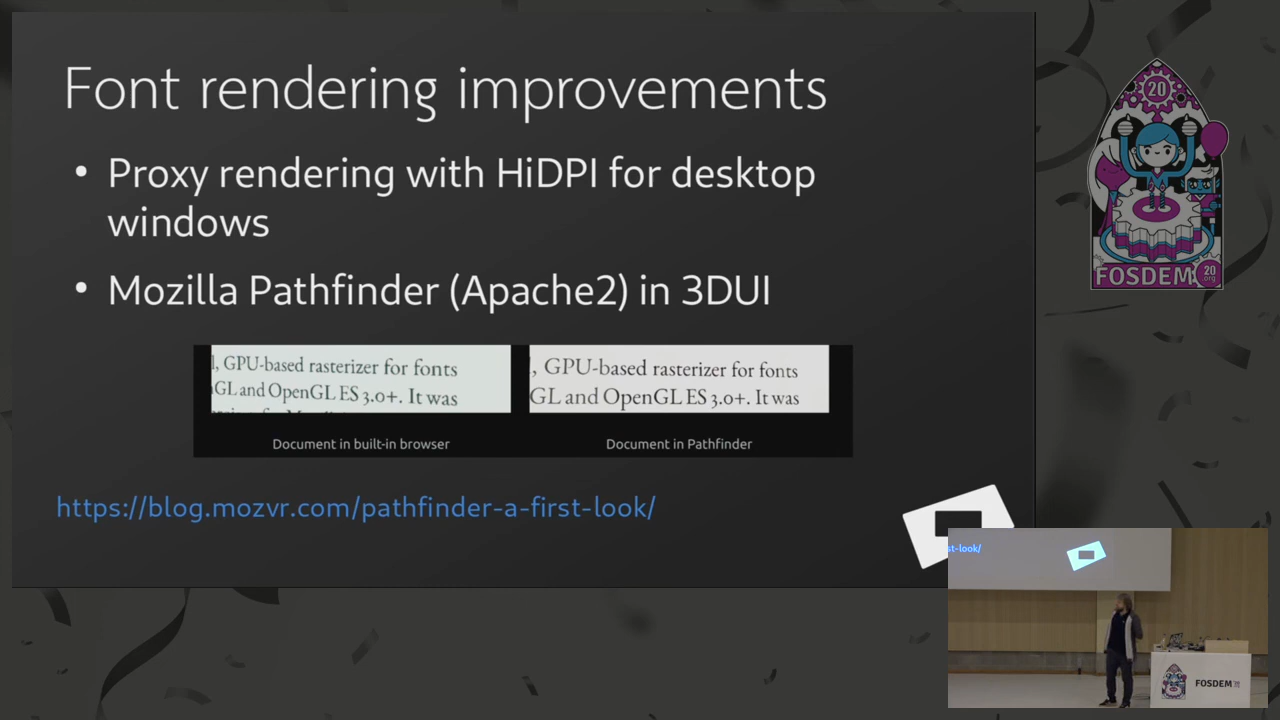 Font rendering improvements
• Proxy rendering with HiDPI for desktop
windows
• Mozilla Pathfinder (Apache2) in 3DUI
l, GPU-based rasterizer for fonts
GL and OpenGL ES 3.0+. It was
Document in built-in browser
, GPU-based rasterizer for fonts
GL and OpenGL ES 3.0+. It was
Document in Pathfinder
https://blog.mozvr.com/pathfinder-a-first-look/
20
FOSDEM 20
.org
st-look/
FOSDEM